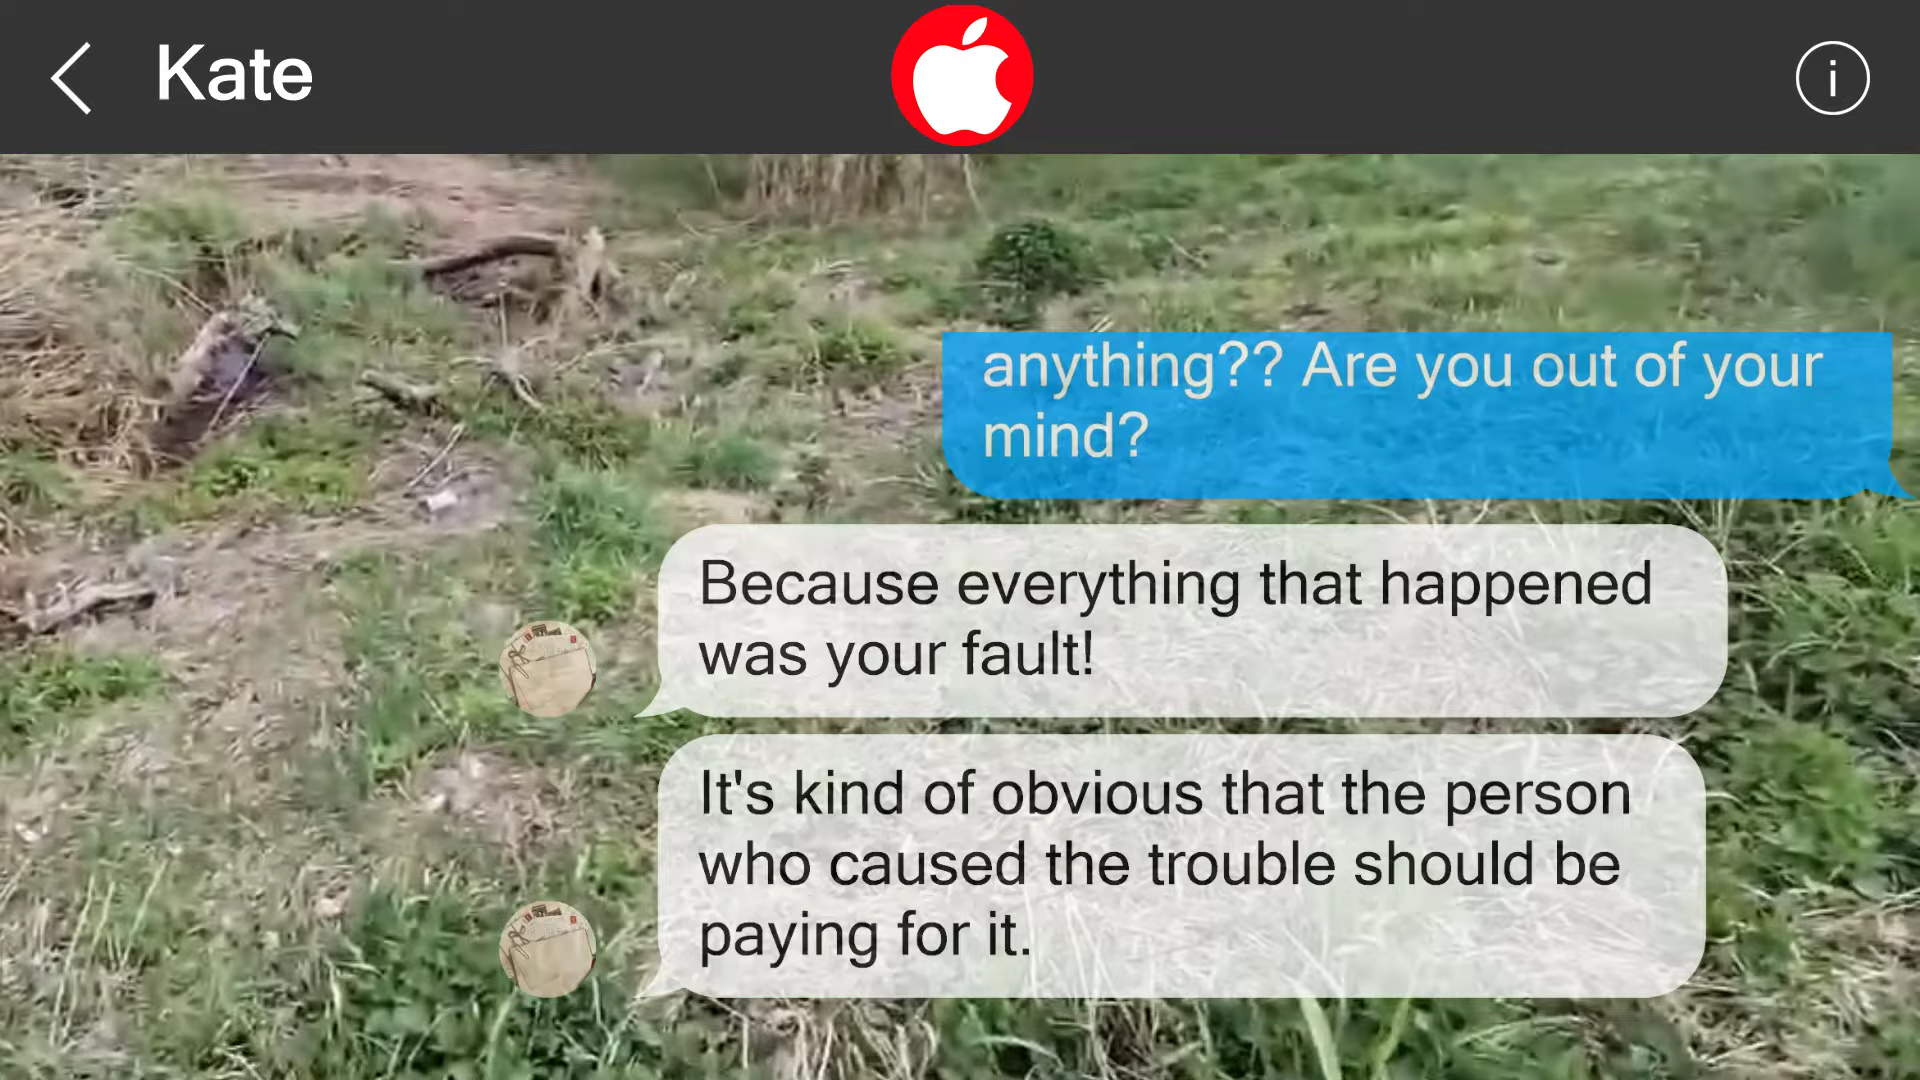 Kate
i
anything?? Are you out of your
mind?
Because everything that happened
was your fault!
It's kind of obvious that the person
who caused the trouble should be
paying for it.